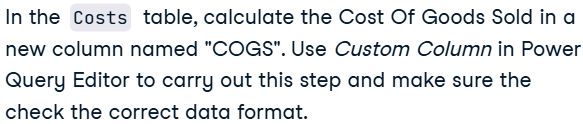 In the Costs table, calculate the Cost Of Goods Sold in a
new column named "COGS". Use Custom Column in Power
Query Editor to carry out this step and make sure the
check the correct data format.